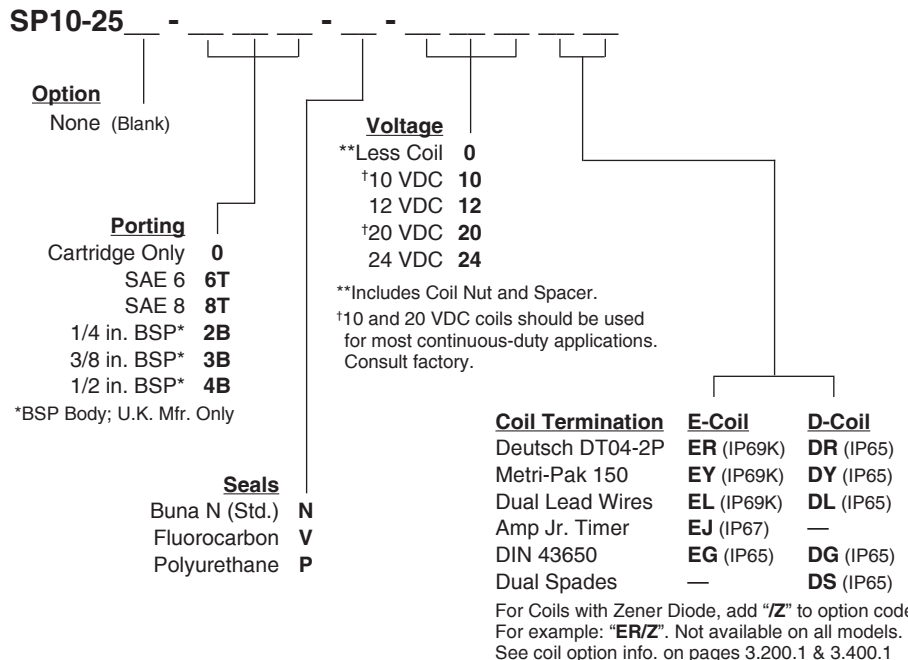 SP10-25__ - __ __ __ - __ - __ __ __ __ __
Option
None (Blank)
Porting
Cartridge Only 0
SAE 6 6T
SAE 8 8T
1/4 in. BSP* 2B
3/8 in. BSP* 3B
1/2 in. BSP* 4B
*BSP Body; U.K. Mfr. Only
Seals
Buna N (Std.) N
Fluorocarbon V
Polyurethane P
Voltage
**Less Coil 0
†10 VDC 10
12 VDC 12
†20 VDC 20
24 VDC 24
**Includes Coil Nut and Spacer.
†10 and 20 VDC coils should be used
for most continuous-duty applications.
Consult factory.
Coil Termination E-Coil D-Coil
Deutsch DT04-2P ER (IP69K) DR (IP65)
Metri-Pak 150 EY (IP69K) DY (IP65)
Dual Lead Wires EL (IP69K) DL (IP65)
Amp Jr. Timer EJ (IP67) —
DIN 43650 EG (IP65) DG (IP65)
Dual Spades — DS (IP65)
For Coils with Zener Diode, add "/Z" to option code
For example: "ER/Z". Not available on all models.
See coil option info. on pages 3.200.1 & 3.400.1